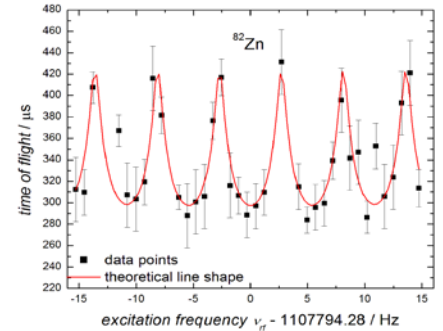 460
440
420
400
380
360
340
320
300
280
260
240
220
time of flight / µs
⁸²Zn
data points
theoretical line shape
-15 -10 -5 0 5 10 15
excitation frequency νrf - 1107794.28 / Hz